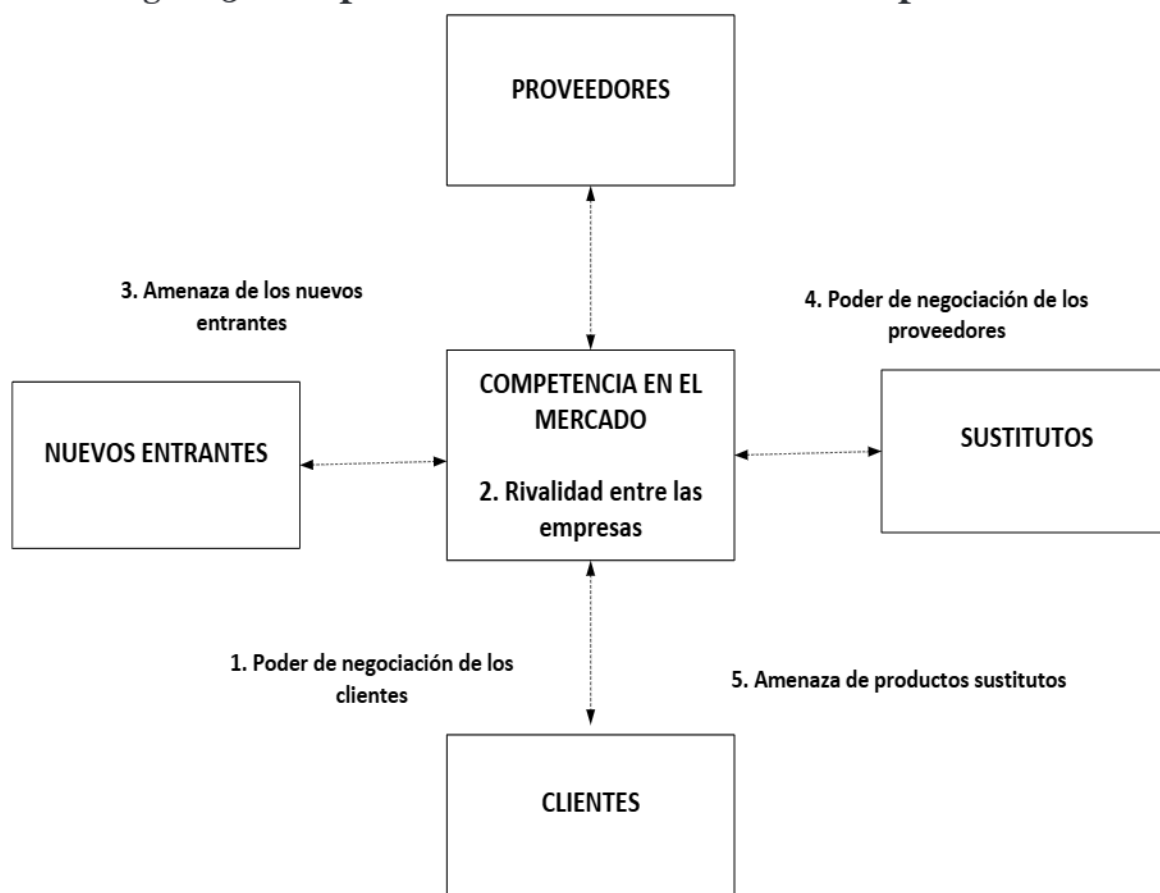 PROVEEDORES
3. Amenaza de los nuevos
entrantes
4. Poder de negociación de los
proveedores
COMPETENCIA EN EL
MERCADO
NUEVOS ENTRANTES
SUSTITUTOS
2. Rivalidad entre las
empresas
1. Poder de negociación de los
clientes
5. Amenaza de productos sustitutos
CLIENTES